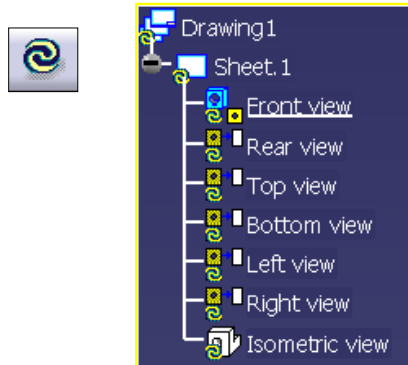 Drawing1
Sheet.1
Front view
Rear view
Top view
Bottom view
Left view
Right view
Isometric view